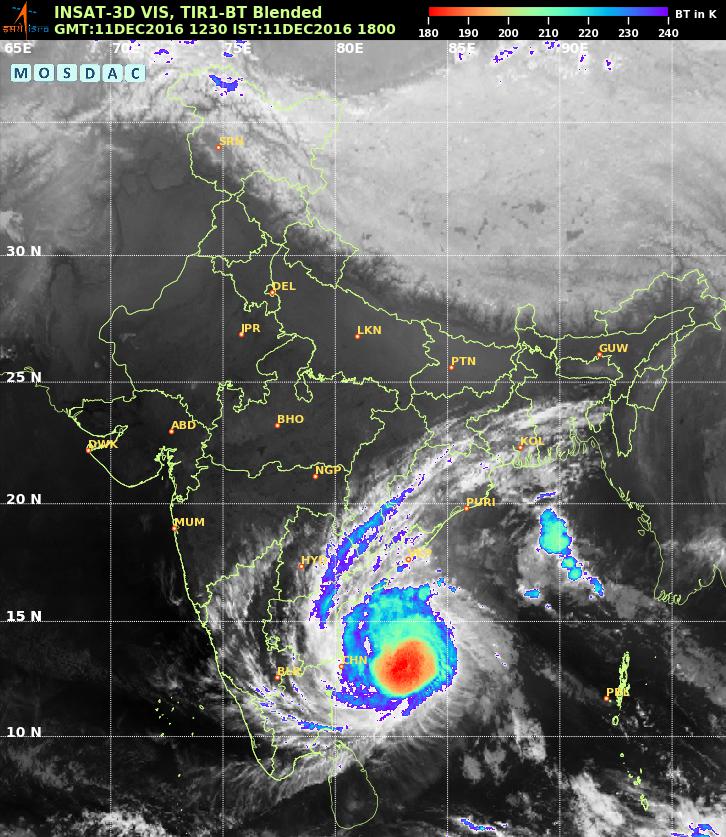 INSAT-3D VIS, TIR1-BT Blended
GMT:11DEC2016 1230 IST:11DEC2016 1800
BT in K
180 190 200 210 220 230 240
65E 70E 75E 80E 85E 90E
MOSDAC
SRN
30 N
DEL
JPR LKN
GUW
PTN
25 N
ABD BHO
DWK KOL
NGP
20 N
PURI
MUM
HYD
15 N
CHN
BLR
PBL
10 N